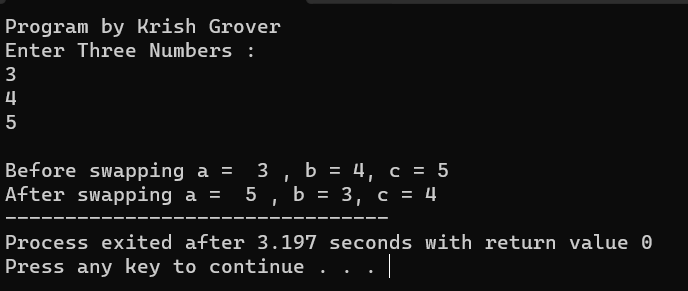 Program by Krish Grover
Enter Three Numbers :
3
4
5
Before swapping a =  3 , b = 4, c = 5
After swapping a =  5 , b = 3, c = 4
--------------------------------
Process exited after 3.197 seconds with return value 0
Press any key to continue . . .